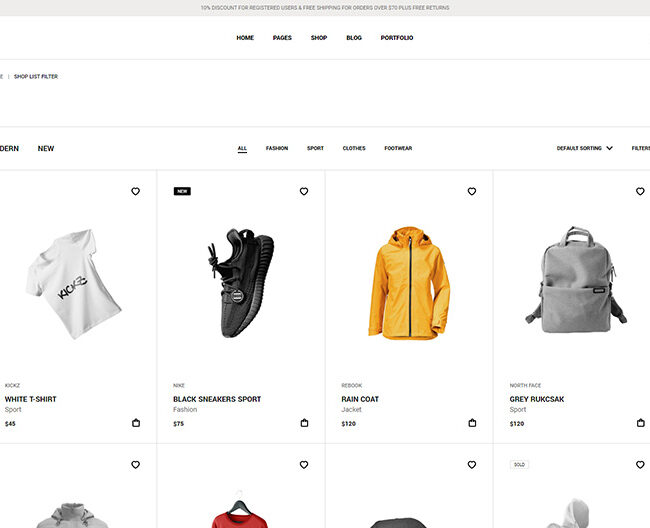 10% DISCOUNT FOR REGISTERED USERS & FREE SHIPPING FOR ORDERS OVER $70 PLUS FREE RETURNS
HOME PAGES SHOP BLOG PORTFOLIO
E | SHOP LIST FILTER
DERN NEW ALL FASHION SPORT CLOTHES FOOTWEAR DEFAULT SORTING FILTERS
NEW
KICKZ
KICKZ NIKE REBOOK NORTH FACE
WHITE T-SHIRT BLACK SNEAKERS SPORT RAIN COAT GREY RUKCSAK
Sport Fashion Jacket Sport
$45 $75 $120 $120
SOLD